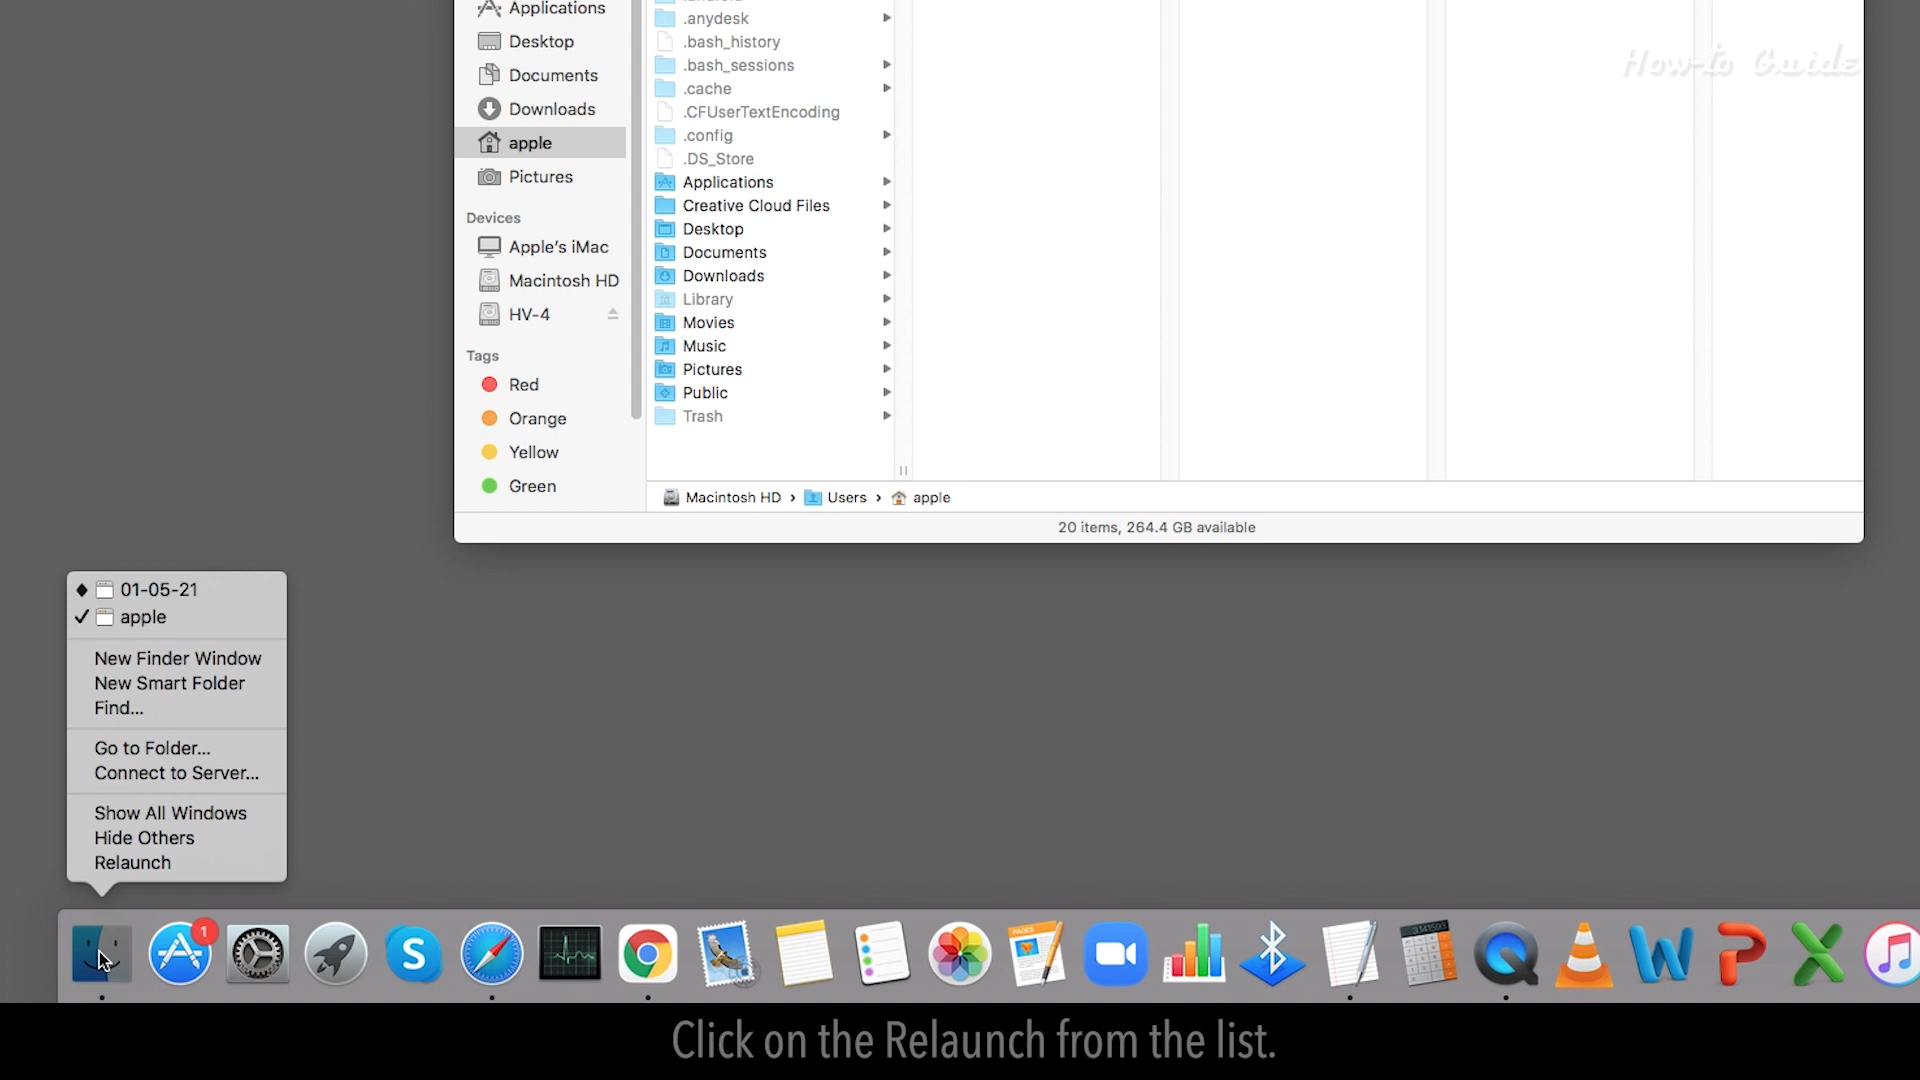 Applications
Desktop
Documents
Downloads
apple
Pictures
Devices
Apple's iMac
Macintosh HD
HV-4
Tags
Red
Orange
Yellow
Green
.anydesk
.bash_history
.bash_sessions
.cache
.CFUserTextEncoding
.config
.DS_Store
Applications
Creative Cloud Files
Desktop
Documents
Downloads
Library
Movies
Music
Pictures
Public
Trash
Macintosh HD › Users › apple
20 items, 264.4 GB available
How-to Guide
01-05-21
apple
New Finder Window
New Smart Folder
Find...
Go to Folder...
Connect to Server...
Show All Windows
Hide Others
Relaunch
1
PAGES
Click on the Relaunch from the list.